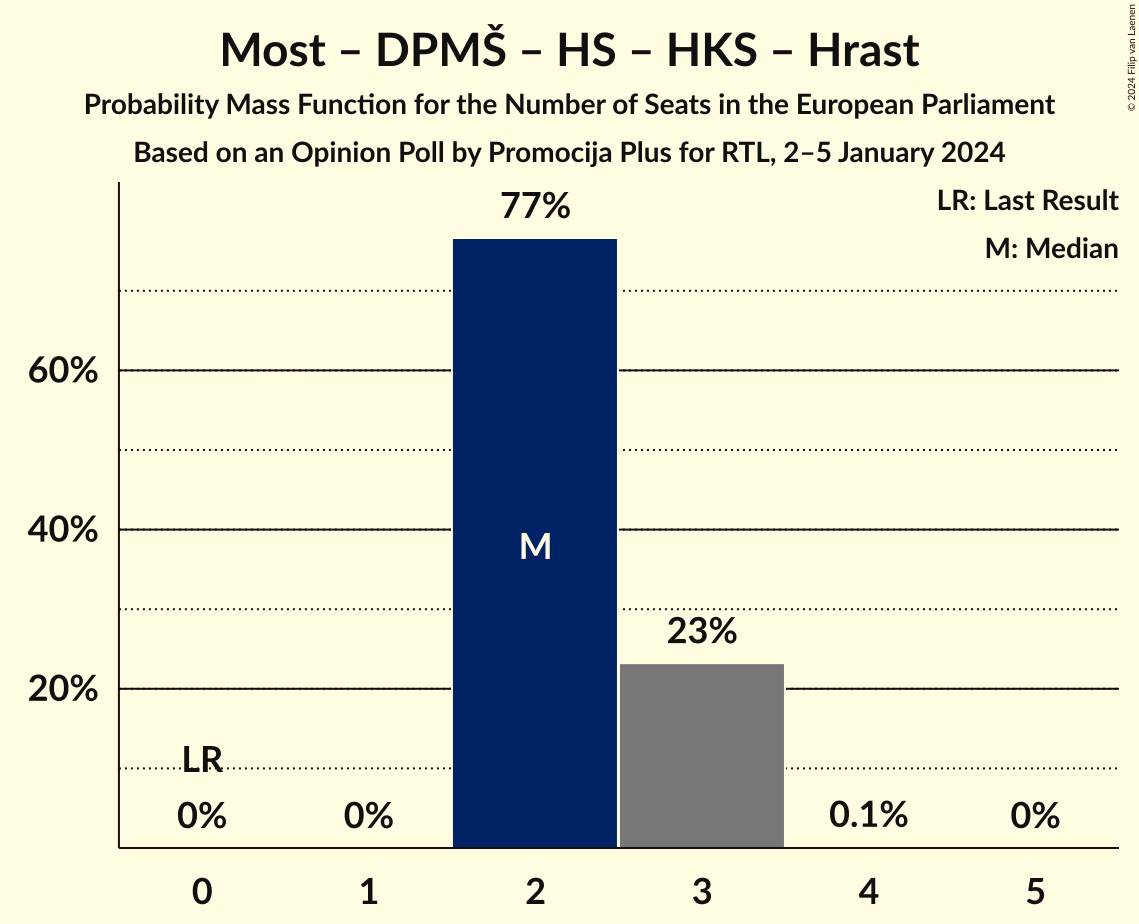 Most – DPMŠ – HS – HKS – Hrast
Probability Mass Function for the Number of Seats in the European Parliament
Based on an Opinion Poll by Promocija Plus for RTL, 2–5 January 2024
© 2024 Filip van Laenen
LR: Last Result
M: Median
77%
60%
40%
M
23%
20%
LR
0%
0%
0.1%
0%
0
1
2
3
4
5